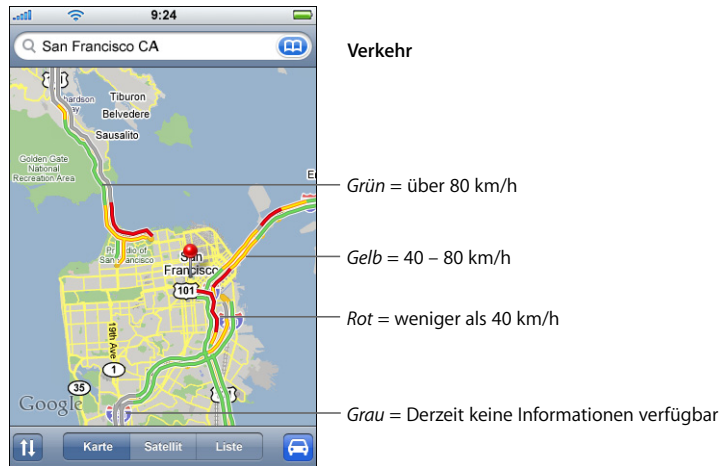 9:24
San Francisco CA
Verkehr
Tiburon
Belvedere
Sausalito
Golden Gate
National
Recreation Area
Grün = über 80 km/h
San Francisco
San
Francisco
Gelb = 40 – 80 km/h
101
Rot = weniger als 40 km/h
19th Ave
1
35
Google
Grau = Derzeit keine Informationen verfügbar
Karte
Satellit
Liste